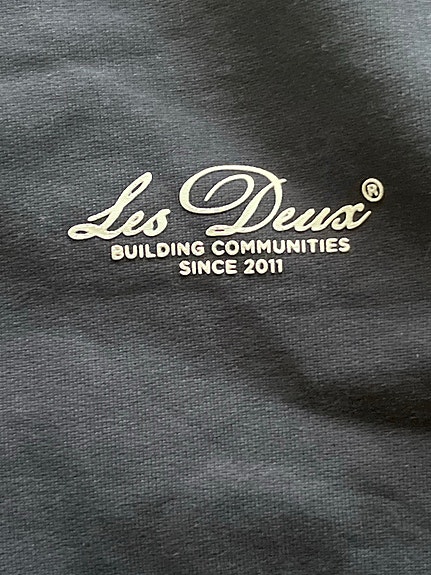 Les Deux®
BUILDING COMMUNITIES
SINCE 2011